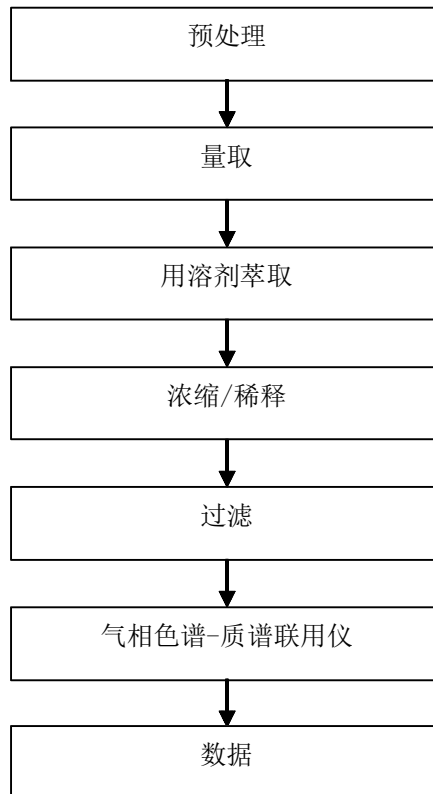 预处理
量取
用溶剂萃取
浓缩/稀释
过滤
气相色谱-质谱联用仪
数据